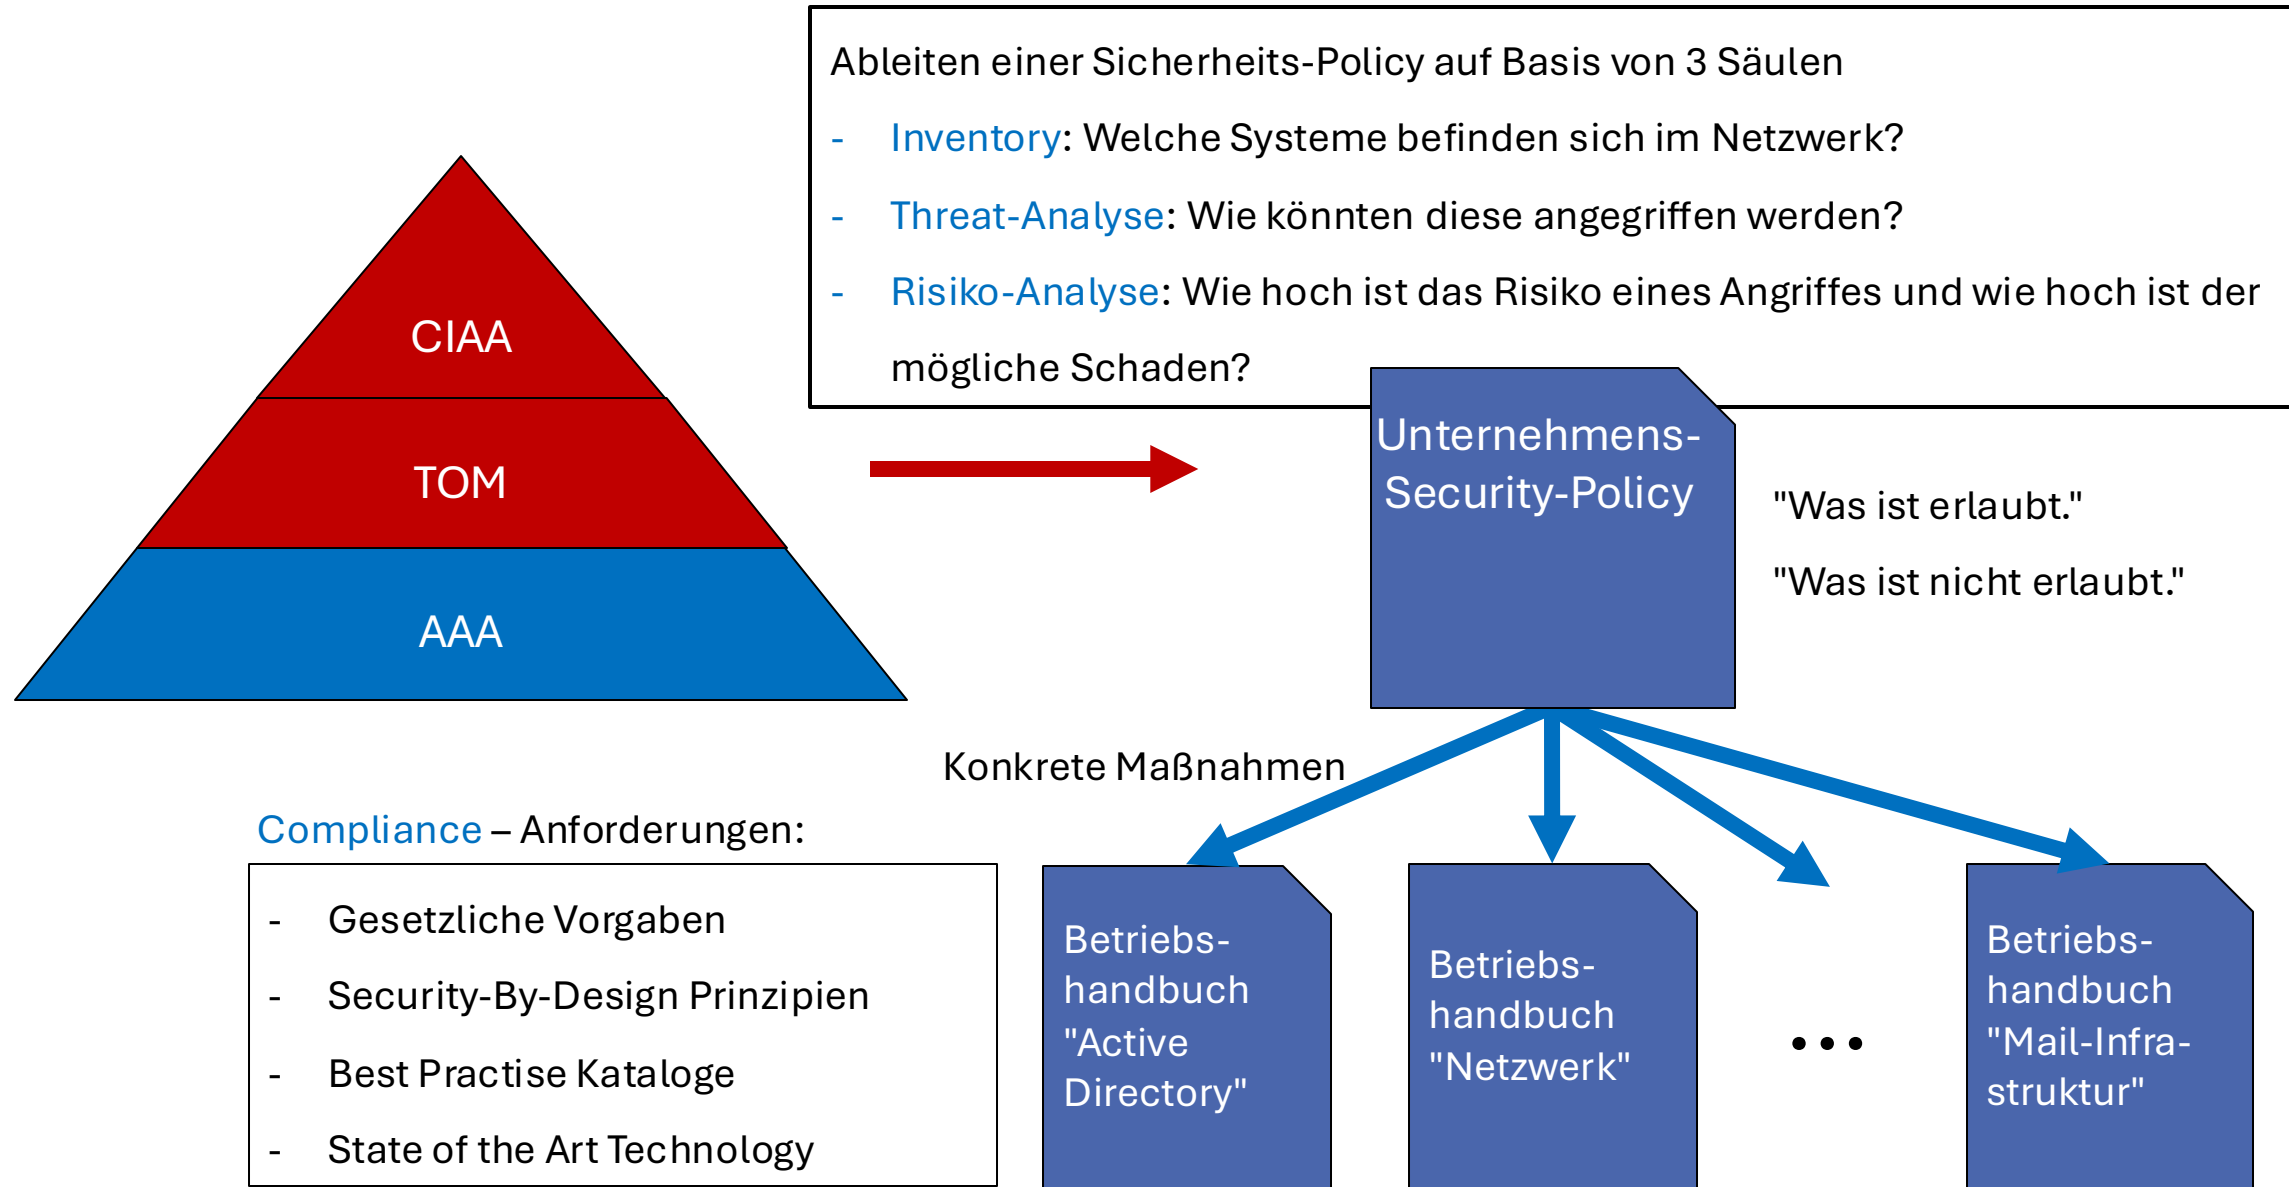 Ableiten einer Sicherheits-Policy auf Basis von 3 Säulen
- Inventory: Welche Systeme befinden sich im Netzwerk?
- Threat-Analyse: Wie könnten diese angegriffen werden?
- Risiko-Analyse: Wie hoch ist das Risiko eines Angriffes und wie hoch ist der
mögliche Schaden?
CIAA
TOM
AAA
Unternehmens-
Security-Policy
"Was ist erlaubt."
"Was ist nicht erlaubt."
Konkrete Maßnahmen
Compliance – Anforderungen:
- Gesetzliche Vorgaben
- Security-By-Design Prinzipien
- Best Practise Kataloge
- State of the Art Technology
Betriebs-
handbuch
"Active
Directory"
Betriebs-
handbuch
"Netzwerk"
...
Betriebs-
handbuch
"Mail-Infra-
struktur"